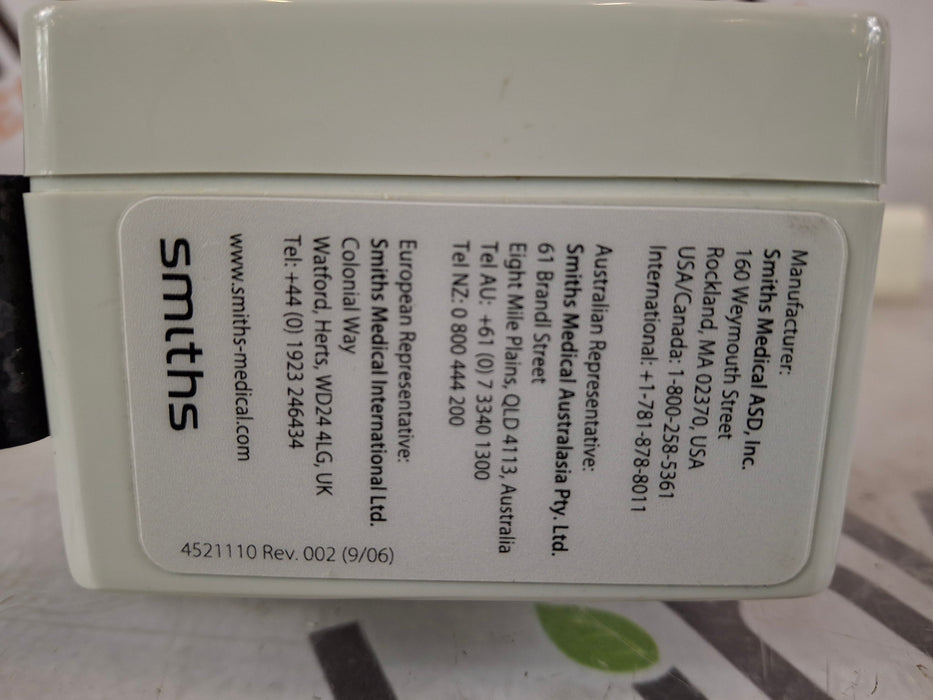 Manufacturer:
Smiths Medical ASD, Inc.
160 Weymouth Street
Rockland, MA 02370, USA
USA/Canada: 1-800-258-5361
International: +1-781-878-8011
Australian Representative:
Smiths Medical Australasia Pty. Ltd.
61 Brandl Street
Eight Mile Plains, QLD 4113, Australia
Tel AU: +61 (0) 7 3340 1300
Tel NZ: 0 800 444 200
European Representative:
Smiths Medical International Ltd.
Colonial Way
Watford, Herts, WD24 4LG, UK
Tel: +44 (0) 1923 246434
www.smiths-medical.com
smiths
4521110 Rev. 002 (9/06)